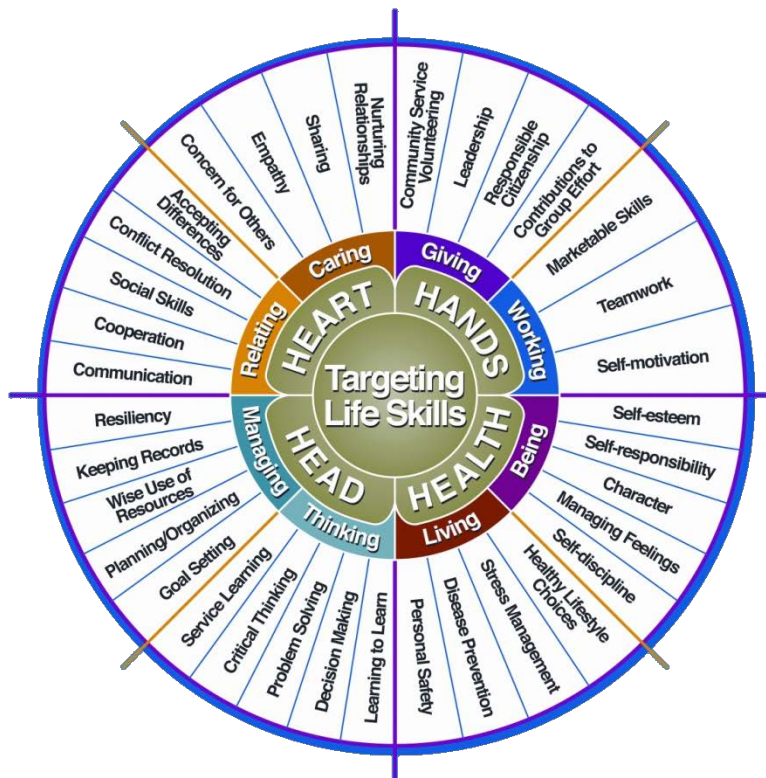 Targeting
Life Skills
HEART
HANDS
HEALTH
HEAD
Caring
Giving
Working
Being
Living
Thinking
Managing
Relating
Nurturing
Relationships
Sharing
Empathy
Concern for Others
Accepting
Differences
Conflict Resolution
Social Skills
Cooperation
Communication
Community Service
Volunteering
Leadership
Responsible
Citizenship
Contributions to
Group Effort
Marketable Skills
Teamwork
Self-motivation
Self-esteem
Self-responsibility
Character
Managing Feelings
Self-discipline
Healthy Lifestyle
Choices
Stress Management
Disease Prevention
Personal Safety
Learning to Learn
Decision Making
Problem Solving
Critical Thinking
Service Learning
Goal Setting
Planning/Organizing
Wise Use of
Resources
Keeping Records
Resiliency